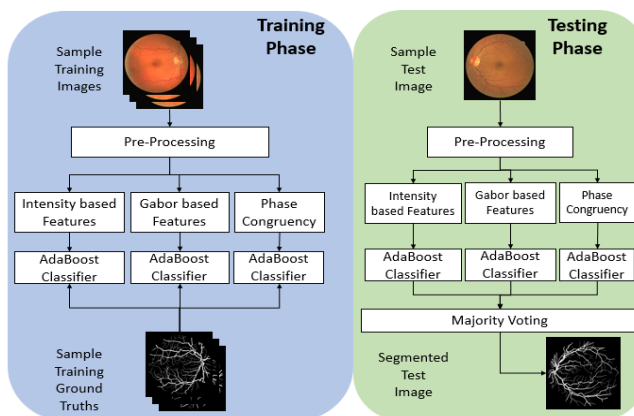 Training
Phase
Sample
Training
Images
Pre-Processing
Intensity based
Features
Gabor based
Features
Phase
Congruency
AdaBoost
Classifier
AdaBoost
Classifier
AdaBoost
Classifier
Sample
Training
Ground
Truths
Testing
Phase
Sample
Test
Image
Pre-Processing
Intensity
based Features
Gabor based
Features
Phase
Congruency
AdaBoost
Classifier
AdaBoost
Classifier
AdaBoost
Classifier
Majority Voting
Segmented
Test
Image